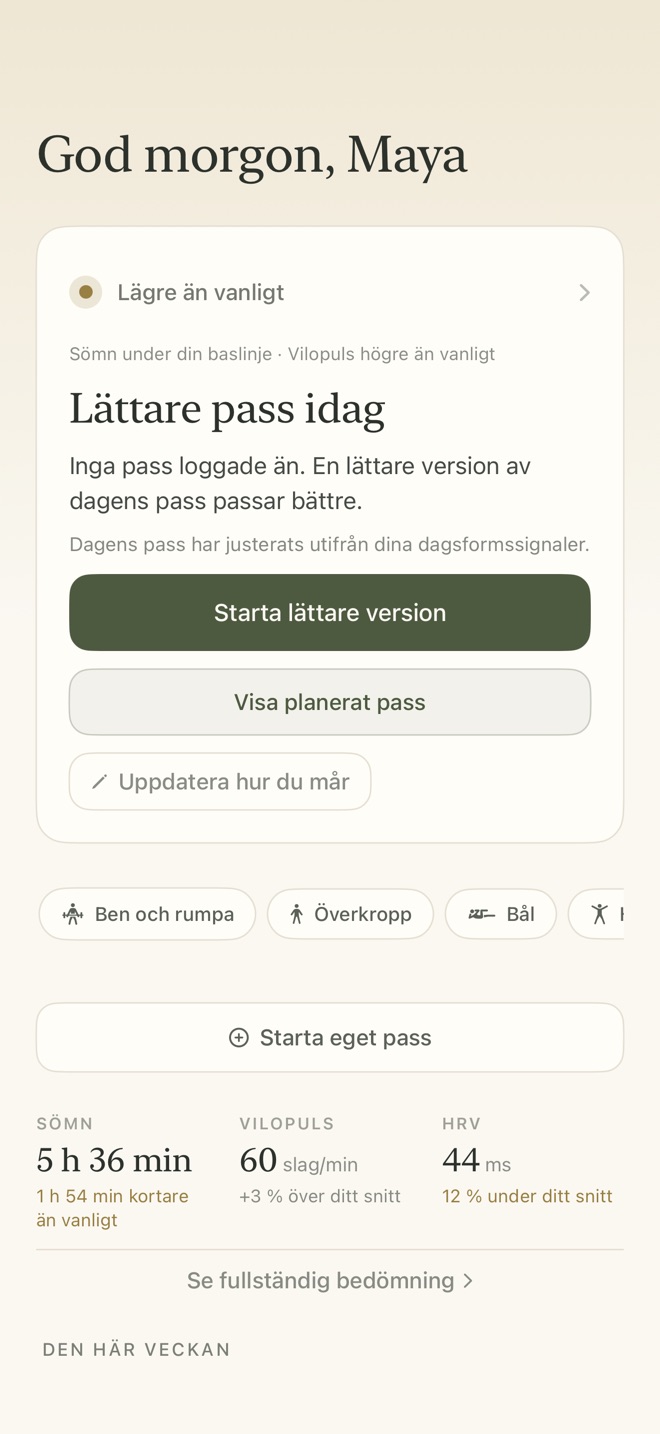 God morgon, Maya
Lägre än vanligt
Sömn under din baslinje · Vilopuls högre än vanligt
Lättare pass idag
Inga pass loggade än. En lättare version av
dagens pass passar bättre.
Dagens pass har justerats utifrån dina dagsformssignaler.
Starta lättare version
Visa planerat pass
Uppdatera hur du mår
Ben och rumpa
Överkropp
Bål
Starta eget pass
SÖMN
5 h 36 min
1 h 54 min kortare
än vanligt
VILOPULS
60 slag/min
+3 % över ditt snitt
HRV
44 ms
12 % under ditt snitt
Se fullständig bedömning
DEN HÄR VECKAN